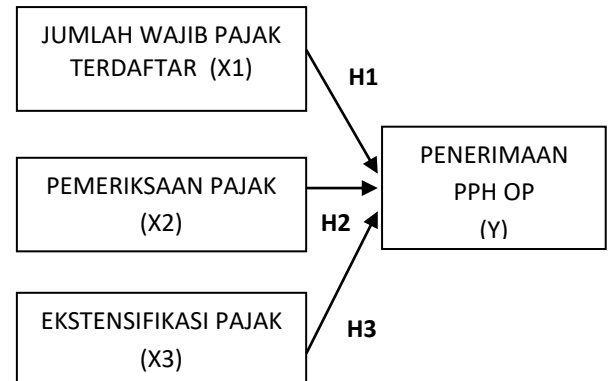 JUMLAH WAJIB PAJAK
TERDAFTAR (X1)
H1
PENERIMAAN
PPH OP
(Y)
PEMERIKSAAN PAJAK
(X2)
H2
EKSTENSIFIKASI PAJAK
(X3)
H3